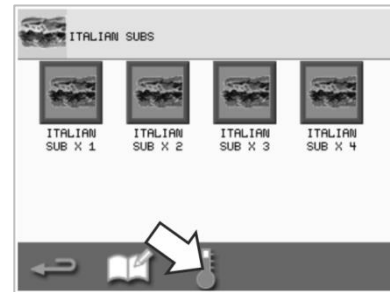 ITALIAN SUBS
ITALIAN SUB X 1
ITALIAN SUB X 2
ITALIAN SUB X 3
ITALIAN SUB X 4